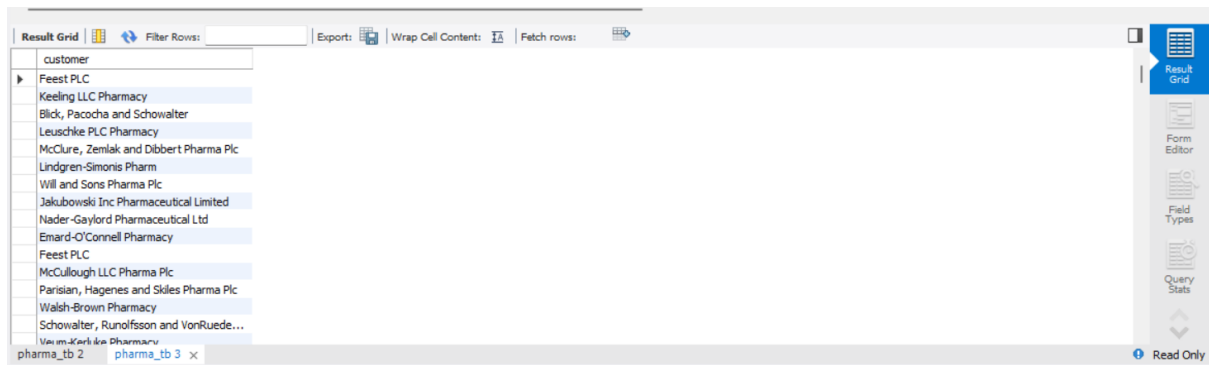 Result Grid Filter Rows: Export: Wrap Cell Content: IA Fetch rows:
customer
Feest PLC
Keeling LLC Pharmacy
Blick, Pacocha and Schowalter
Leuschke PLC Pharmacy
McClure, Zemlak and Dibbert Pharma Plc
Lindgren-Simonis Pharm
Will and Sons Pharma Plc
Jakubowski Inc Pharmaceutical Limited
Nader-Gaylord Pharmaceutical Ltd
Emard-O'Connell Pharmacy
Feest PLC
McCullough LLC Pharma Plc
Parisian, Hagenes and Skiles Pharma Plc
Walsh-Brown Pharmacy
Schowalter, Runolfsson and VonRuede...
Veum-Kerluke Pharmacy
pharma_tb 2 pharma_tb 3
Result
Grid
Form
Editor
Field
Types
Query
Stats
Read Only